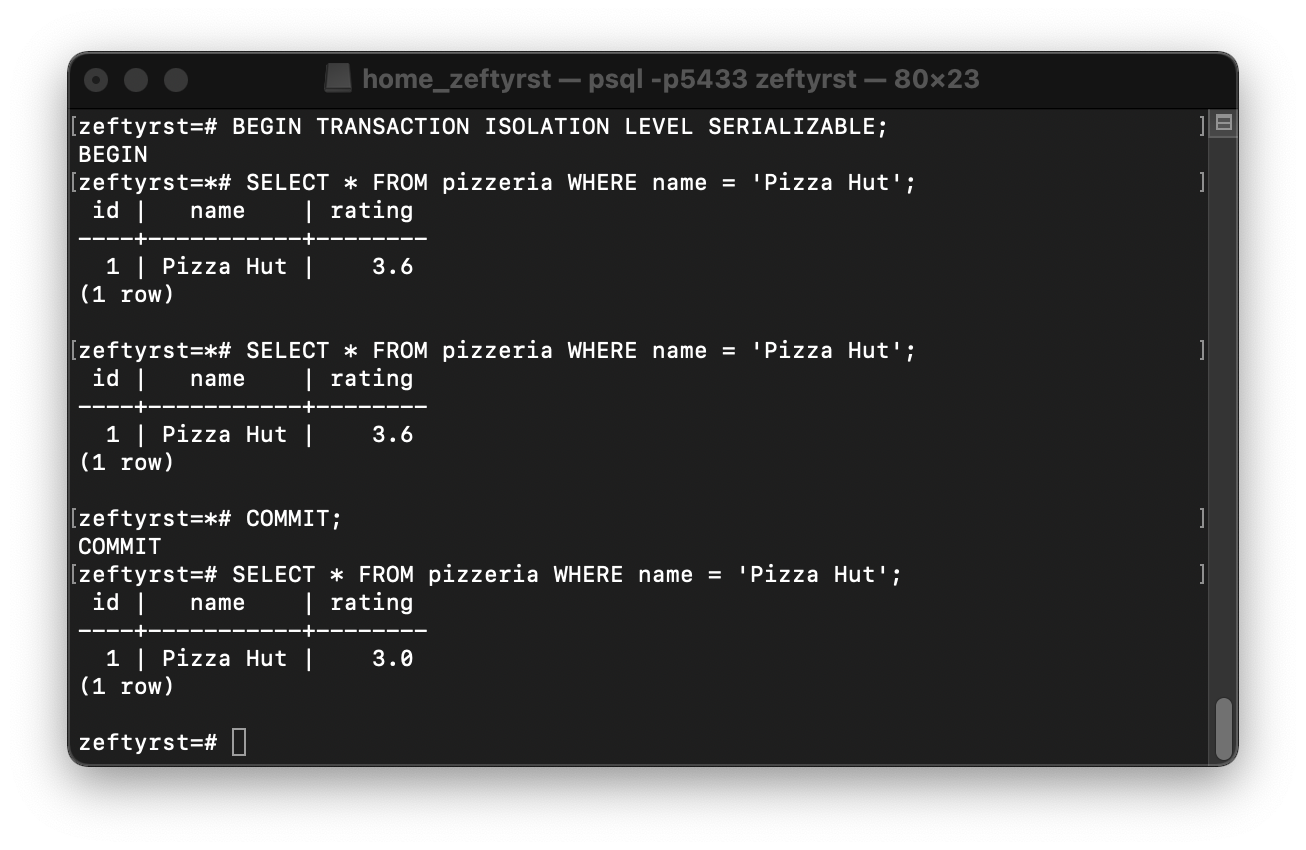 home_zeftyrst — psql -p5433 zeftyrst — 80×23
[zeftyrst=# BEGIN TRANSACTION ISOLATION LEVEL SERIALIZABLE; ]
BEGIN
[zeftyrst=*# SELECT * FROM pizzeria WHERE name = 'Pizza Hut'; ]
 id |   name    | rating
----+-----------+--------
  1 | Pizza Hut |    3.6
(1 row)
[zeftyrst=*# SELECT * FROM pizzeria WHERE name = 'Pizza Hut'; ]
 id |   name    | rating
----+-----------+--------
  1 | Pizza Hut |    3.6
(1 row)
[zeftyrst=*# COMMIT; ]
COMMIT
[zeftyrst=# SELECT * FROM pizzeria WHERE name = 'Pizza Hut'; ]
 id |   name    | rating
----+-----------+--------
  1 | Pizza Hut |    3.0
(1 row)
zeftyrst=#